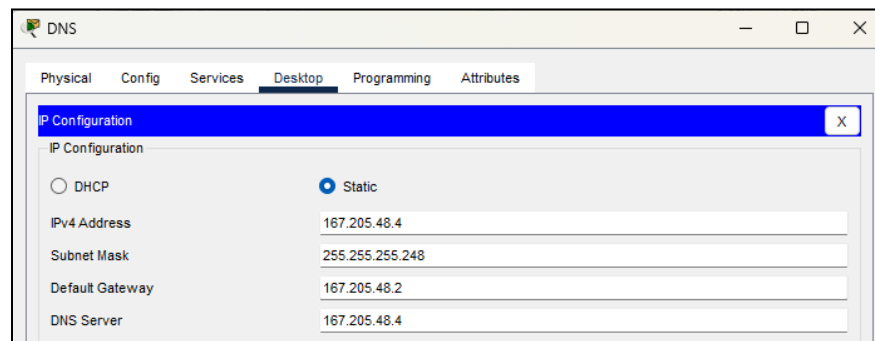 DNS
Physical Config Services Desktop Programming Attributes
IP Configuration X
IP Configuration
DHCP Static
IPv4 Address 167.205.48.4
Subnet Mask 255.255.255.248
Default Gateway 167.205.48.2
DNS Server 167.205.48.4